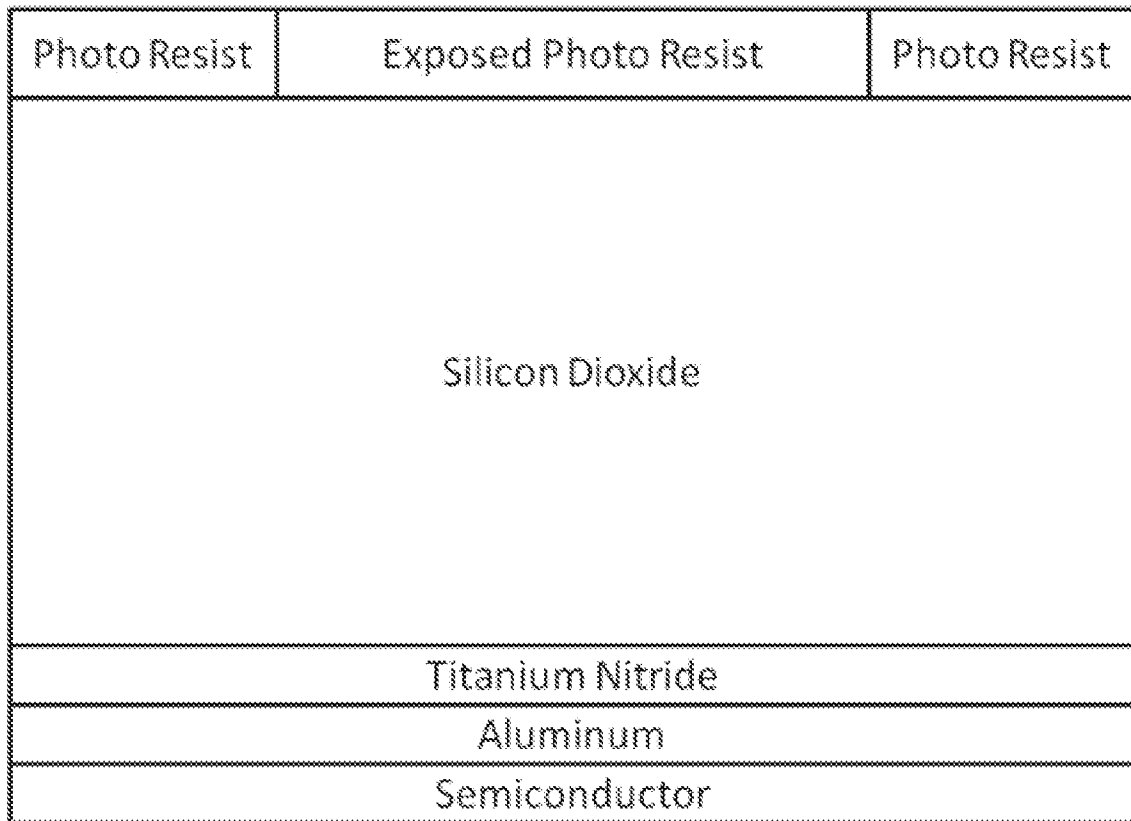 Photo Resist Exposed Photo Resist Photo Resist
Silicon Dioxide
Titanium Nitride
Aluminum
Semiconductor